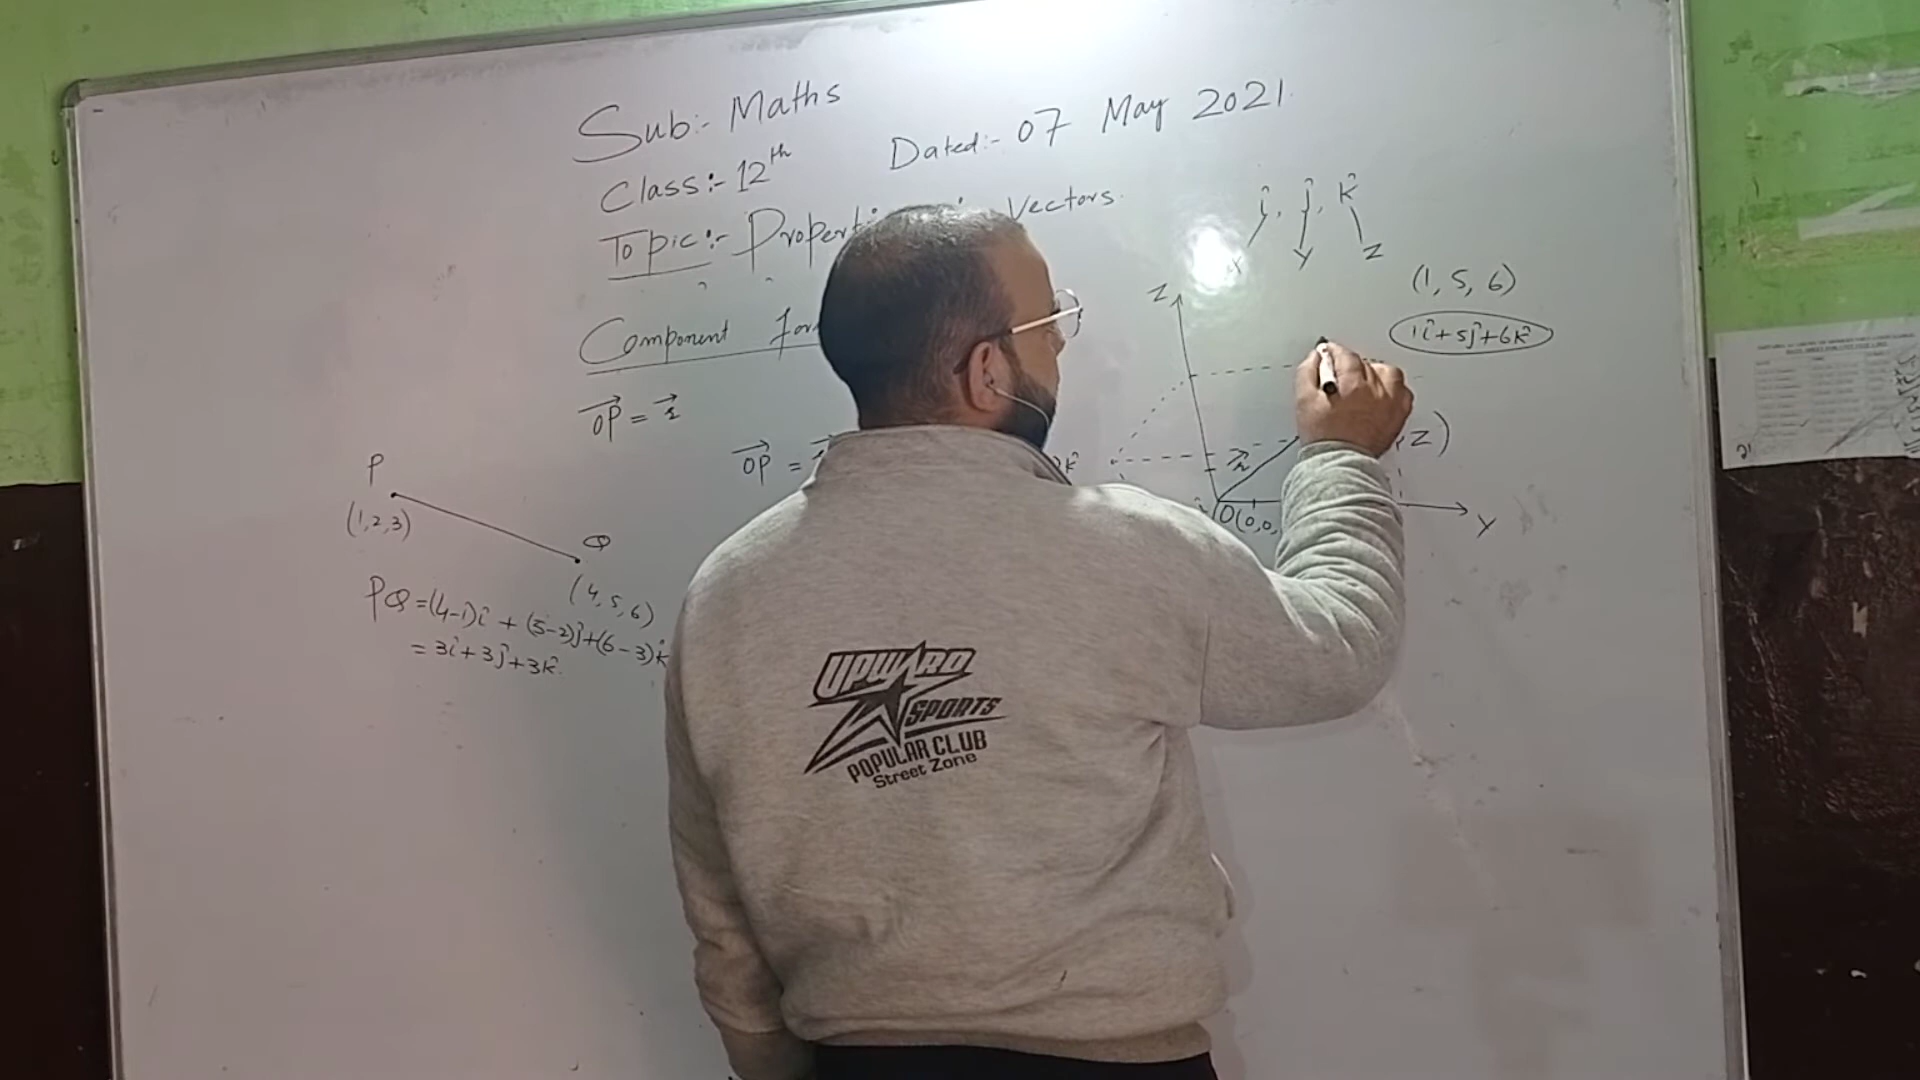 Sub:- Maths
Class:- 12th Dated:- 07 May 2021
Topic:- Vectors.
î, ĵ, k̂
X Y Z
Component
(1, 5, 6)
1î+5ĵ+6k̂
Z
OP = r
OP =
r
Z)
O(0,0,
Y
P
(1,2,3)
Q
(4,5,6)
PQ=(4-1)î + (5-2)ĵ+(6-3)k̂
= 3î+3ĵ+3k̂.
UPWARD
SPORTS
POPULAR CLUB
Street Zone